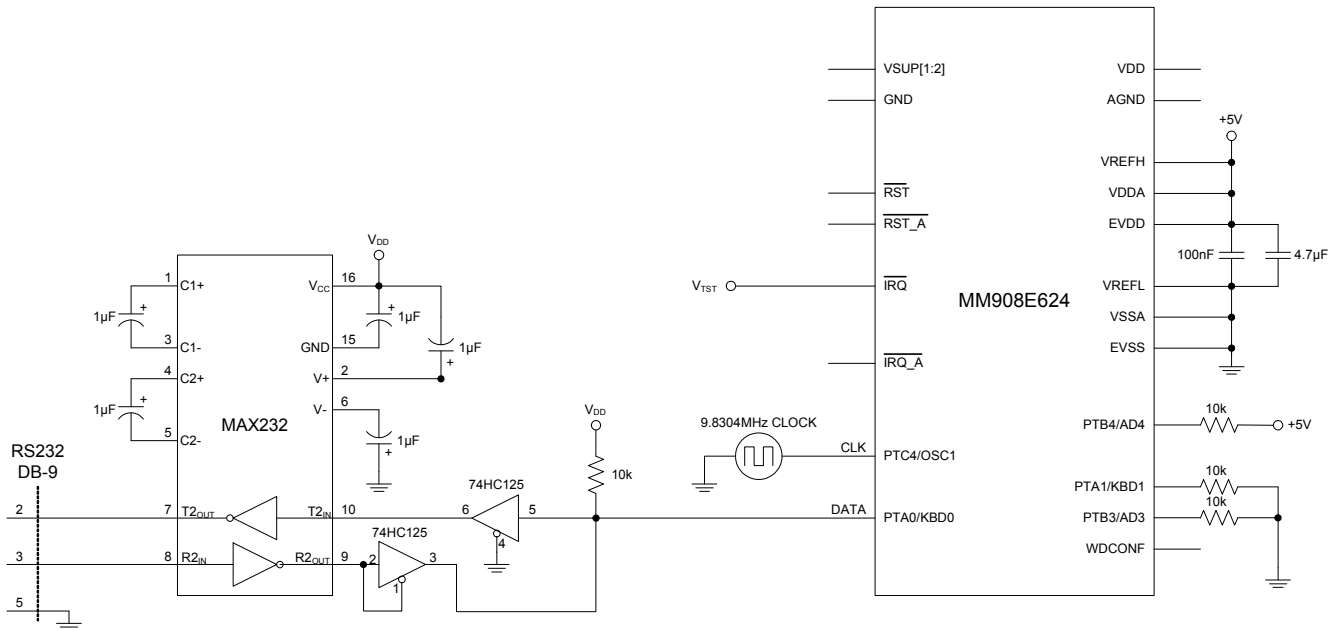 VSUP[1:2]
GND
RST
RST_A
IRQ
IRQ_A
PTC4/OSC1
PTA0/KBD0
MM908E624
VDD
AGND
VREFH
VDDA
EVDD
VREFL
VSSA
EVSS
PTB4/AD4
PTA1/KBD1
PTB3/AD3
WDCONF
+5V
100nF
4.7µF
10k
+5V
10k
10k
VTST
9.8304MHz CLOCK
CLK
DATA
VDD
10k
VDD
1
C1+
1µF
+
3
C1-
4
C2+
1µF
+
5
C2-
MAX232
VCC
16
+
1µF
GND
15
1µF
+
V+
2
V-
6
1µF
+
RS232
DB-9
2
7
T2OUT
T2IN
10
74HC125
6
5
4
3
8
R2IN
R2OUT
9
74HC125
2
3
1
5